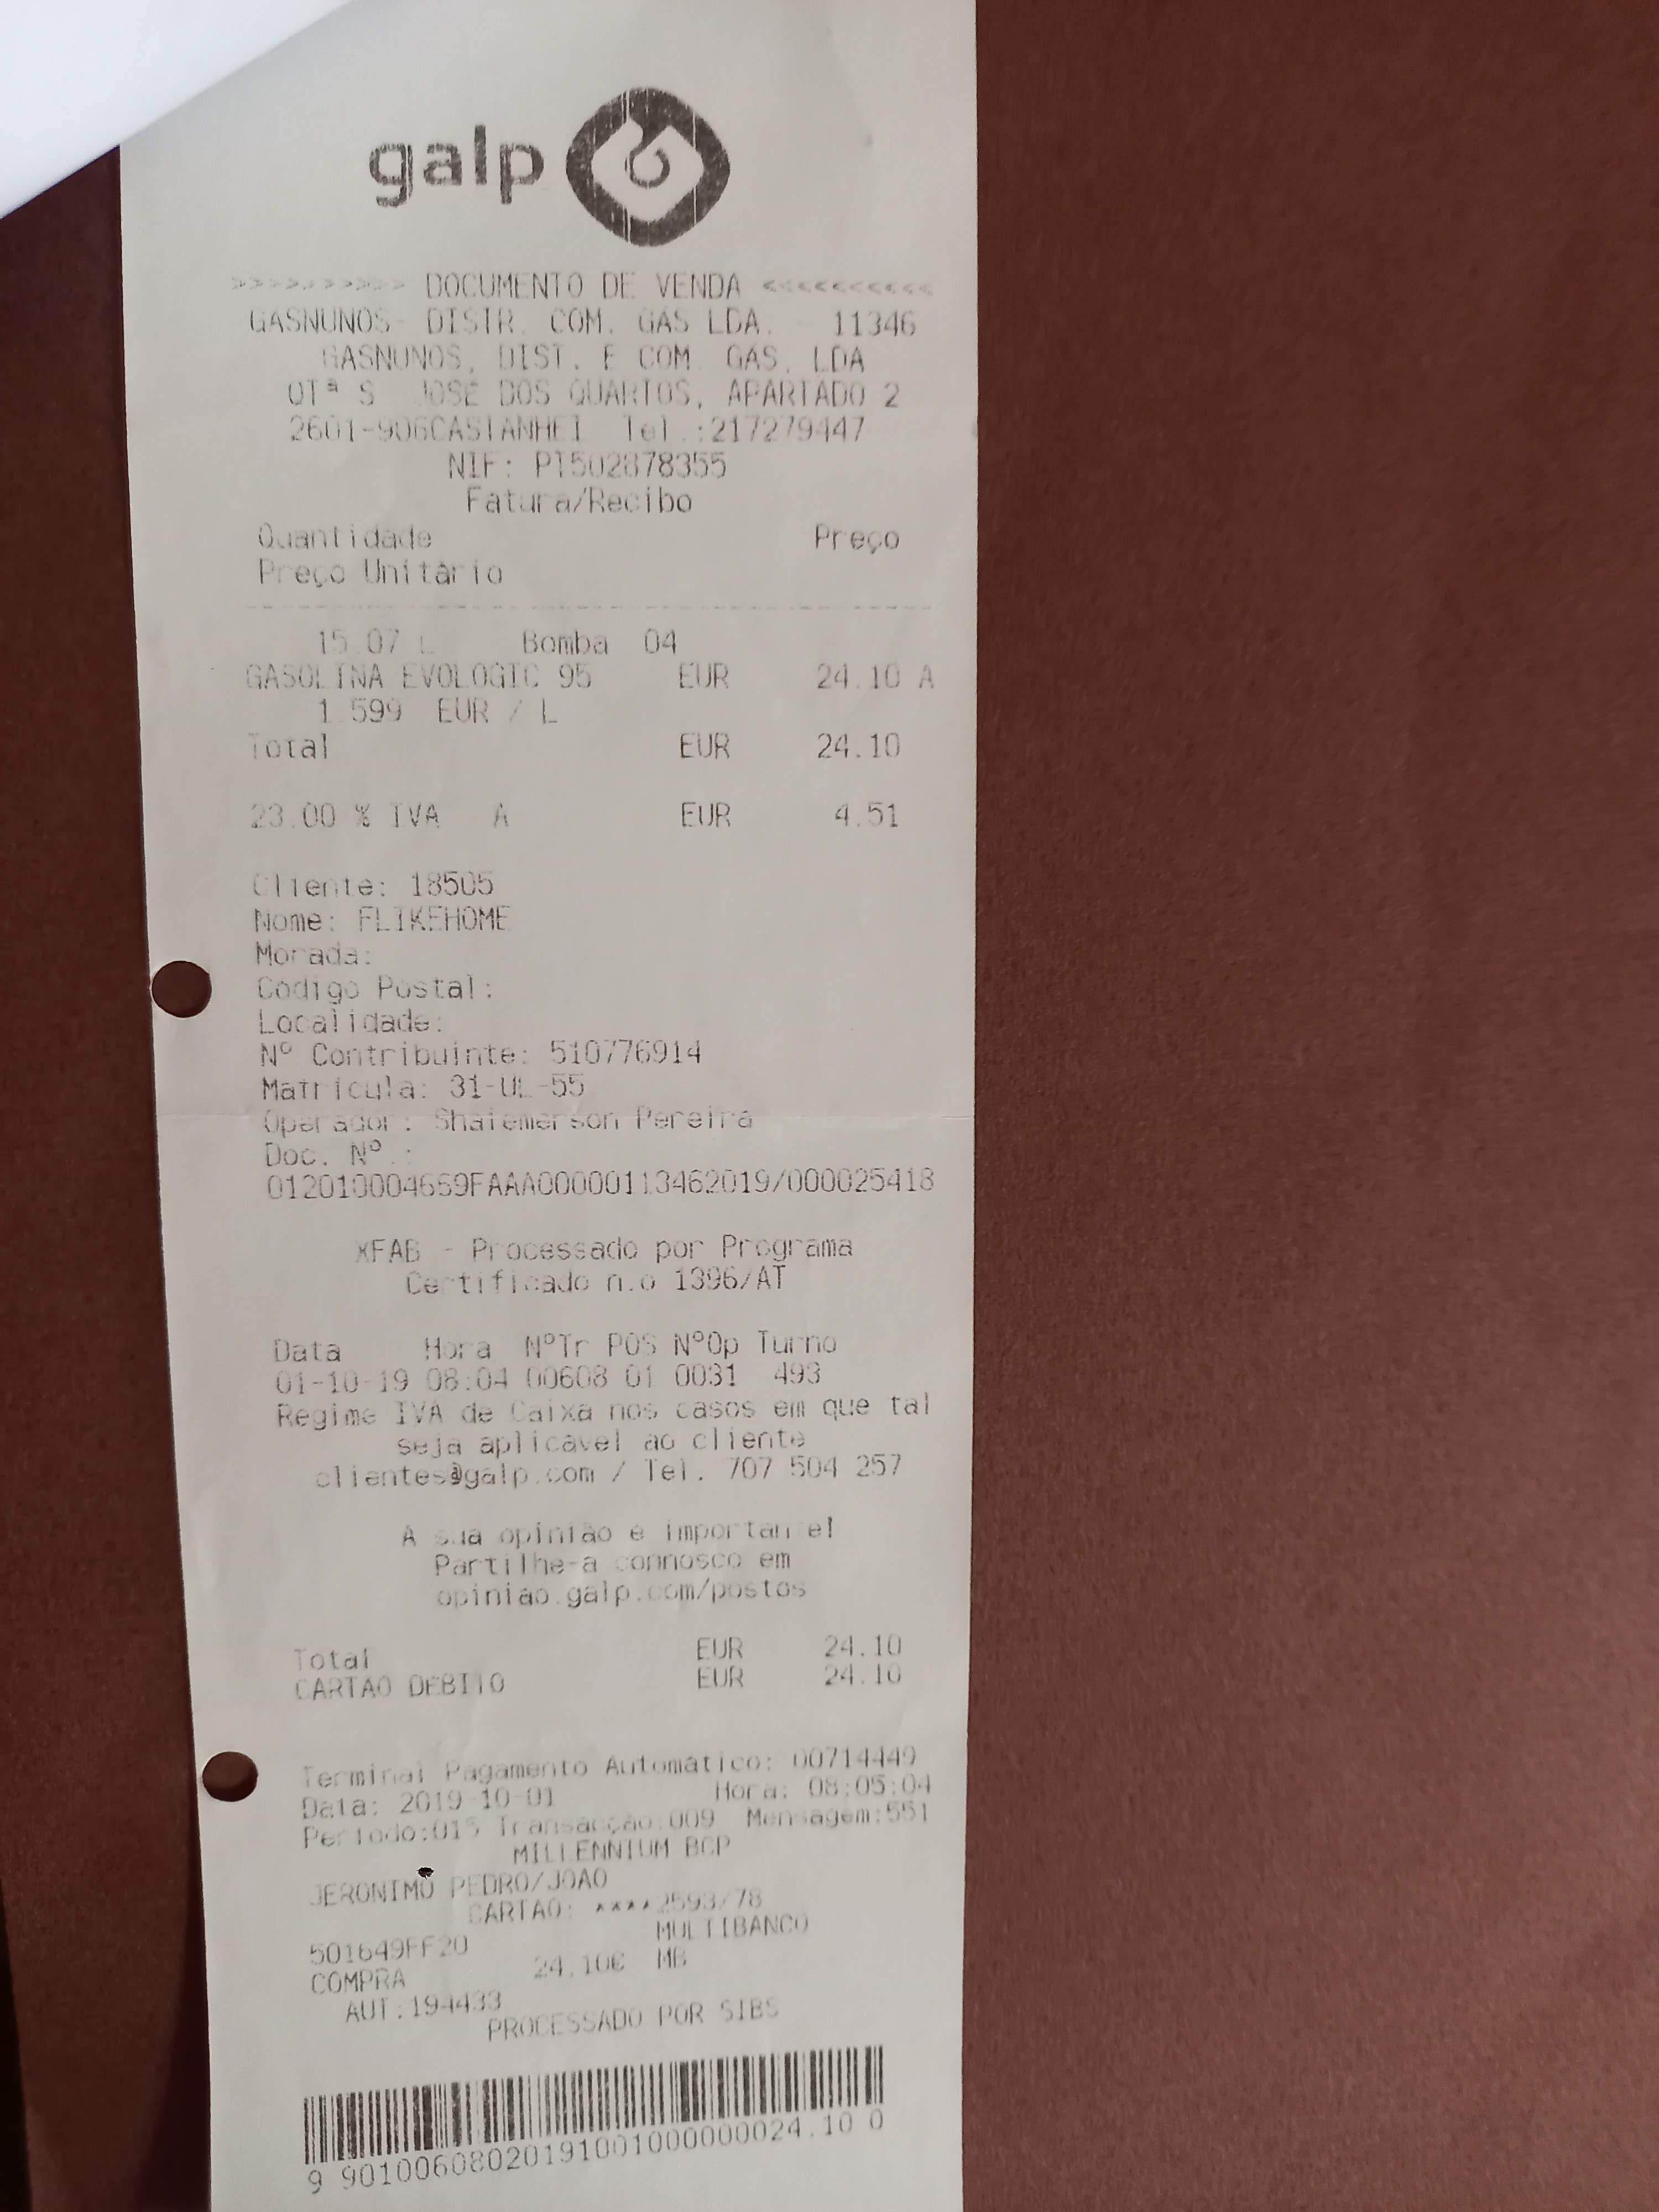 galp
>>>>>>>>>> DOCUMENTO DE VENDA <<<<<<<<<<
GASNUNOS- DISTR. COM. GAS LDA. - 11346
GASNUNOS, DIST. E COM. GAS, LDA
QTª S JOSE DOS QUARTOS, APARTADO 2
2601-906CASTANHEI Tel.:217279447
NIF: PT502878355
Fatura/Recibo
Quantidade Preço
Preço Unitário
15.07 L Bomba 04
GASOLINA EVOLOGIC 95 EUR 24.10 A
1.599 EUR / L
Total EUR 24.10
23.00 % IVA A EUR 4.51
Cliente: 18505
Nome: FLIKEHOME
Morada:
Codigo Postal:
Localidade:
Nº Contribuinte: 510776914
Matricula: 31-UL-55
Operador: Shaiemerson Pereira
Doc. Nº.:
012010004669FAAA00000113462019/000025418
XFAB - Processado por Programa
Certificado n.o 1396/AT
Data Hora NºTr POS NºOp Turno
01-10-19 08:04 00608 01 0031 493
Regime IVA de Caixa nos casos em que tal
seja aplicavel ao cliente
clientes@galp.com / Tel. 707 504 257
A sua opinião e importante!
Partilhe-a connosco em
opiniao.galp.com/postos
Total EUR 24.10
CARTAO DEBITO EUR 24.10
Terminal Pagamento Automático: 00714449
Data: 2019-10-01 Hora: 08:05:04
Periodo:015 Transacção:009 Mensagem:551
MILLENNIUM BCP
JERONIMO PEDRO/JOAO
CARTAO: ****2593/78
MULTIBANCO
501649FF20
COMPRA 24.10€ MB
AUT:194433
PROCESSADO POR SIBS
9 90100608020191001000000024.10 0